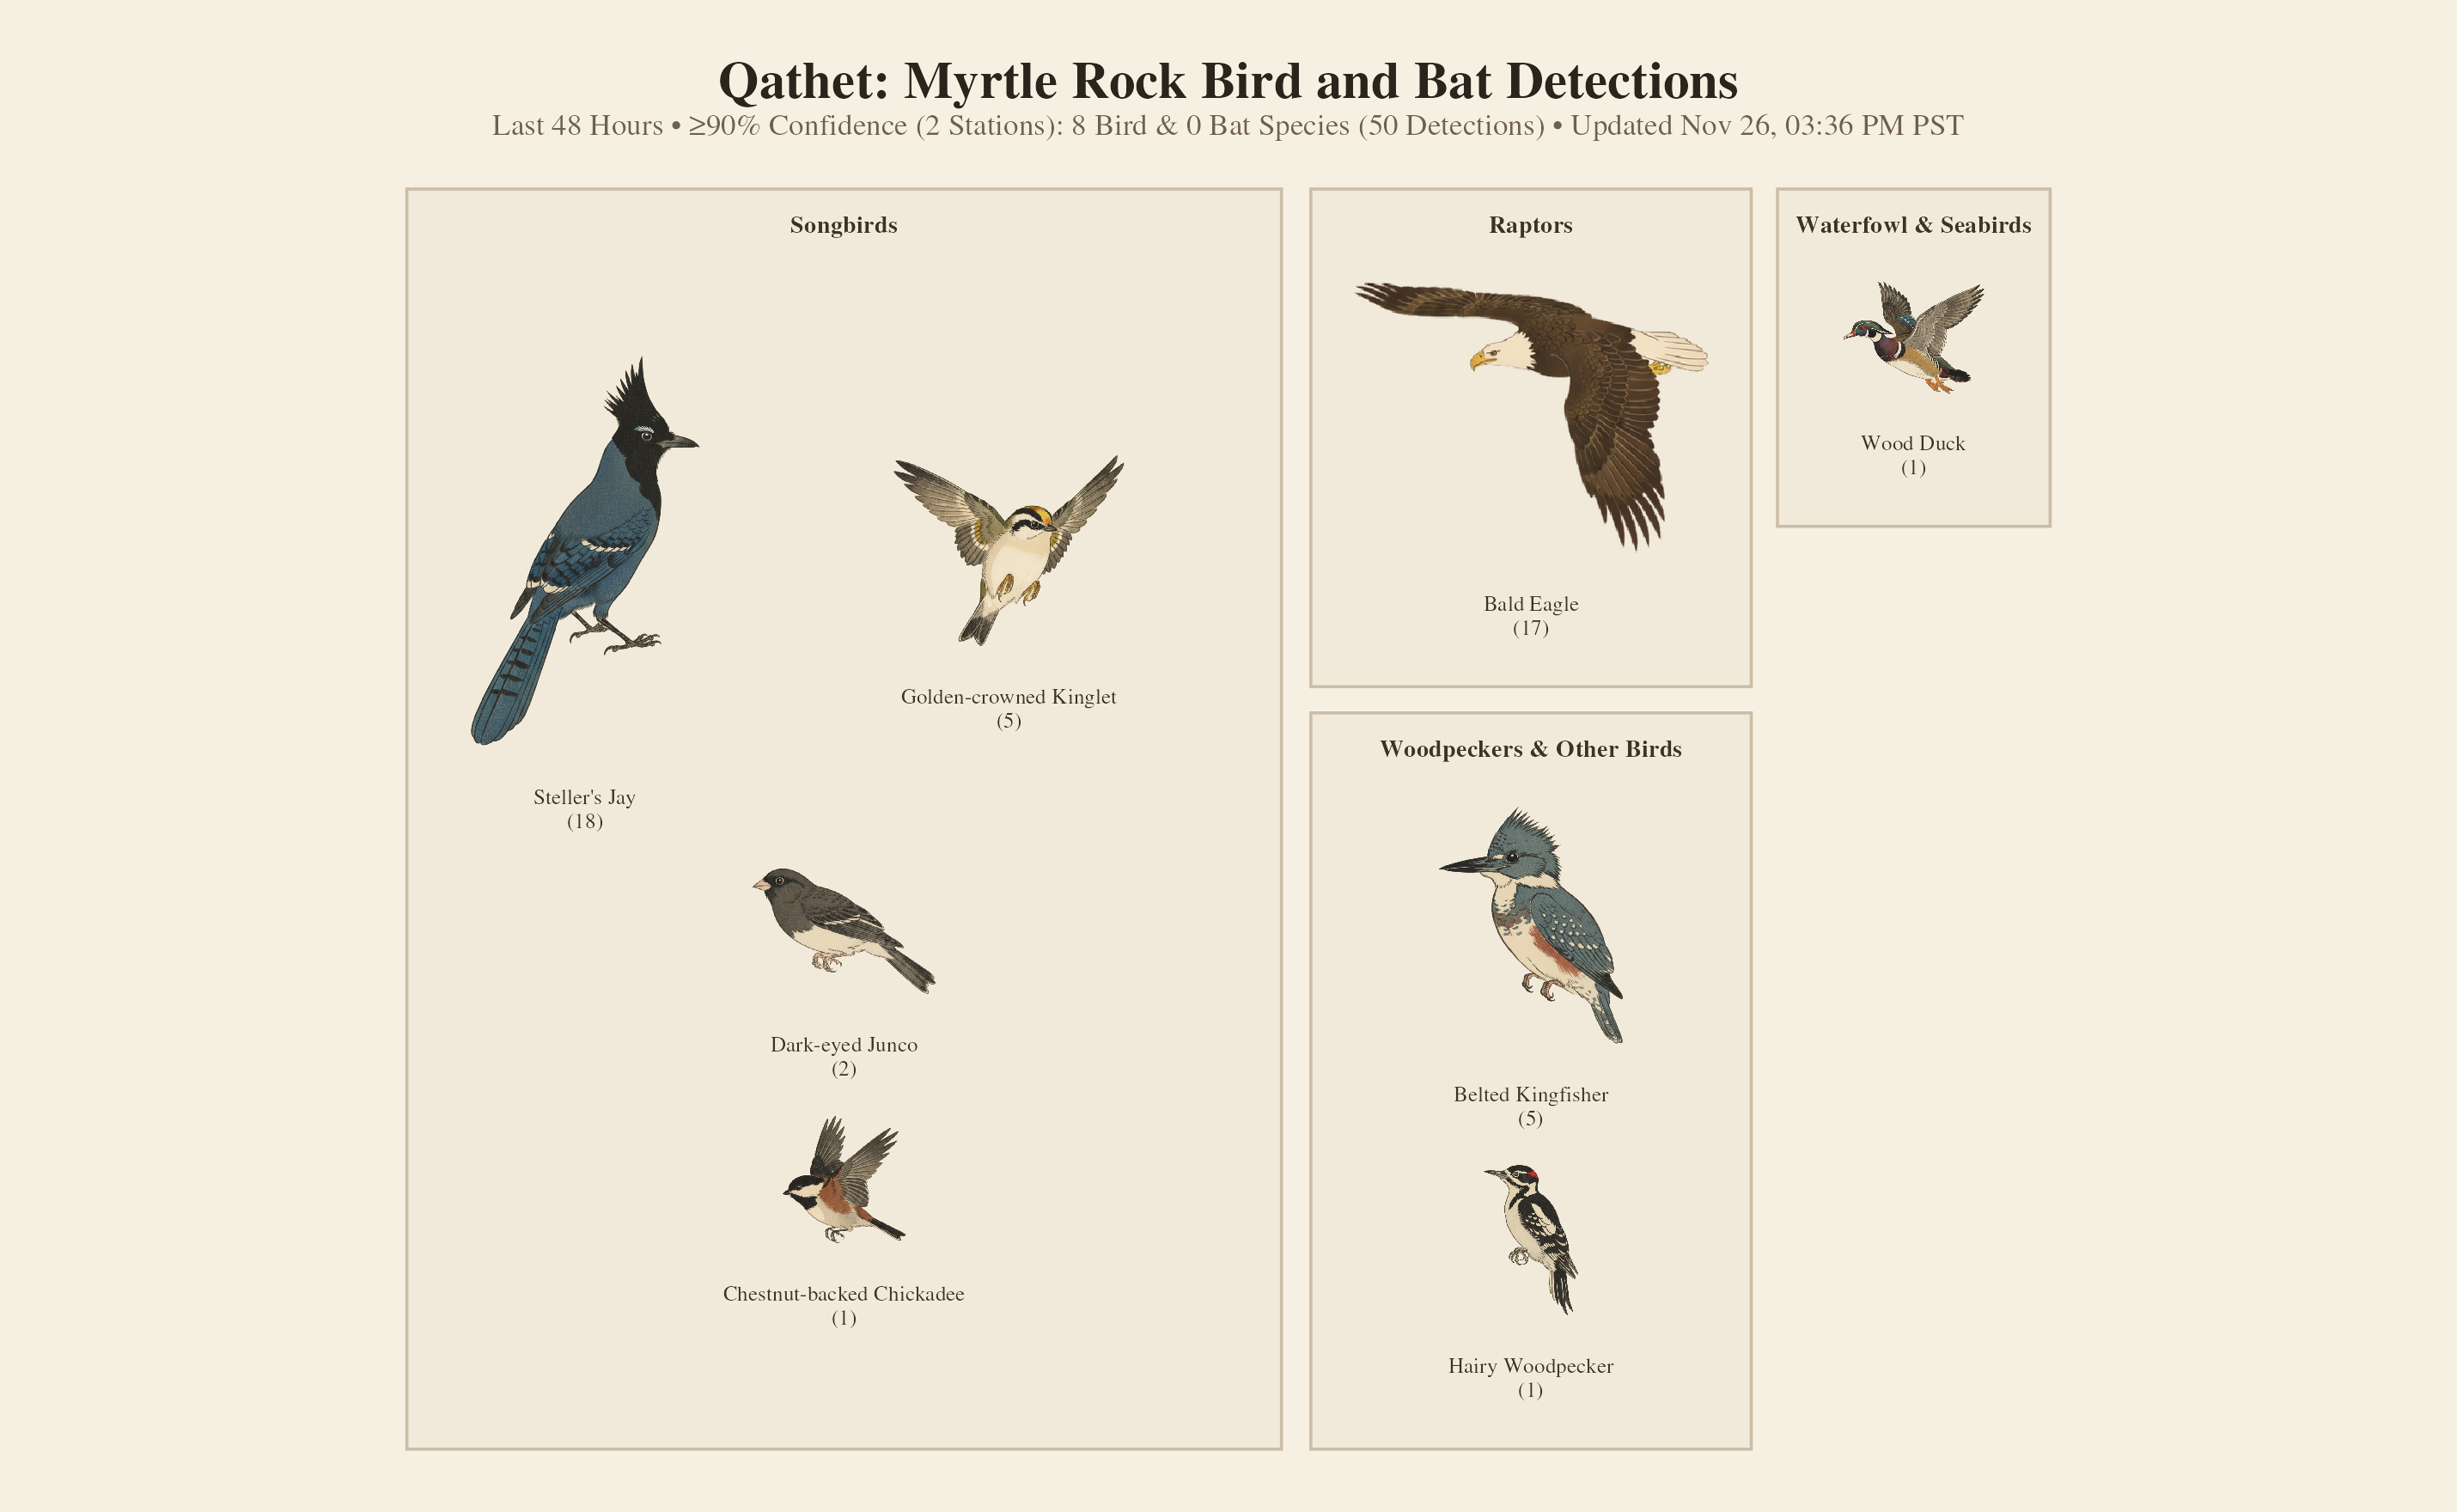 Qathet: Myrtle Rock Bird and Bat Detections
Last 48 Hours • ≥90% Confidence (2 Stations): 8 Bird & 0 Bat Species (50 Detections) • Updated Nov 26, 03:36 PM PST
Songbirds
Steller's Jay
(18)
Golden-crowned Kinglet
(5)
Dark-eyed Junco
(2)
Chestnut-backed Chickadee
(1)
Raptors
Bald Eagle
(17)
Woodpeckers & Other Birds
Belted Kingfisher
(5)
Hairy Woodpecker
(1)
Waterfowl & Seabirds
Wood Duck
(1)